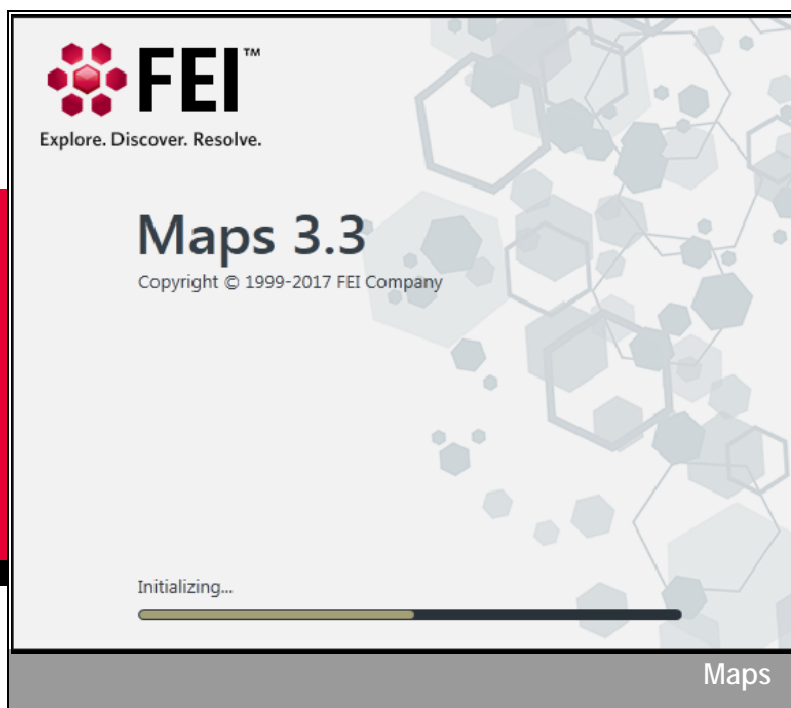 FEI™
Explore. Discover. Resolve.
Maps 3.3
Copyright © 1999-2017 FEI Company
Initializing...
Maps